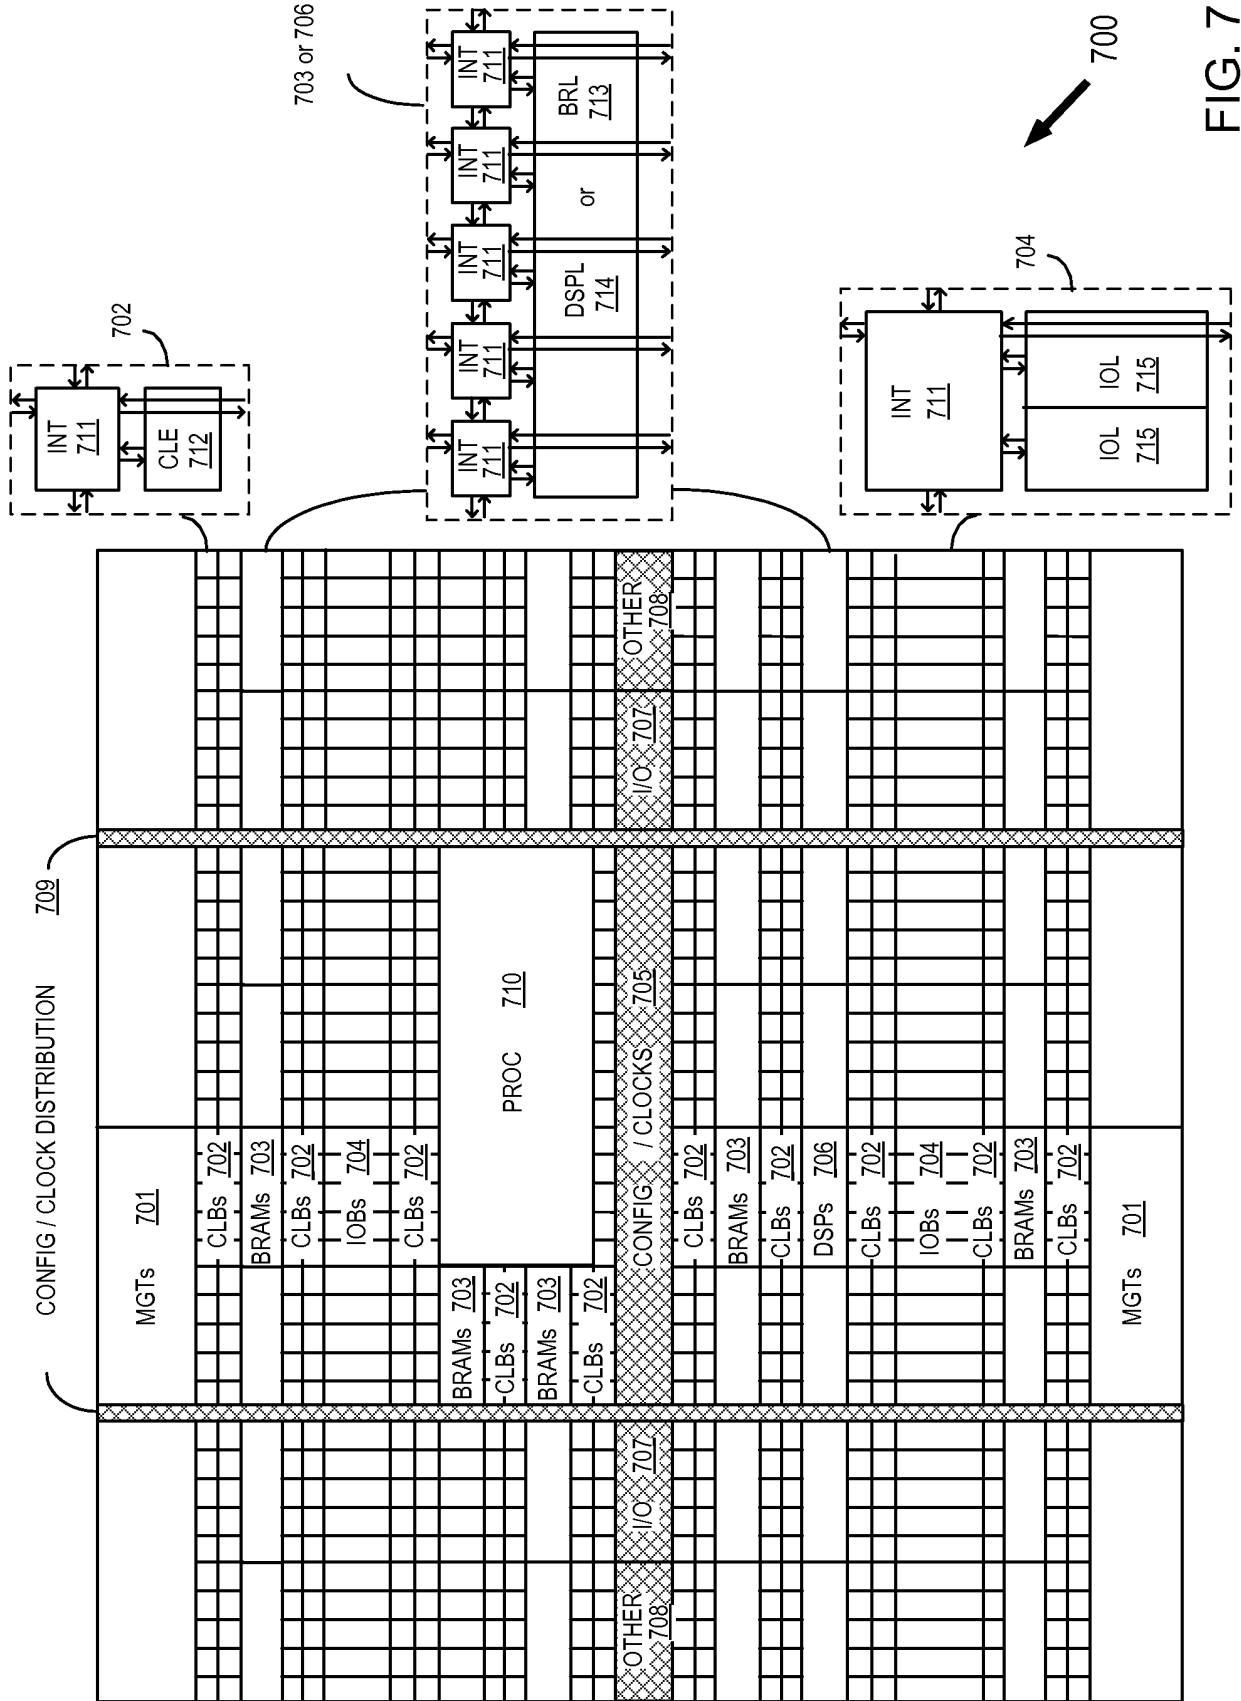 CONFIG / CLOCK DISTRIBUTION 709
MGTs 701
CLBs 702
BRAMs 703
CLBs 702
IOBs 704
CLBs 702
BRAMs 703
CLBs 702
BRAMs 703
CLBs 702
PROC 710
OTHER 708
I/O 707
CONFIG / CLOCKS 705
I/O 707
OTHER 708
CLBs 702
BRAMs 703
CLBs 702
DSPs 706
CLBs 702
IOBs 704
CLBs 702
BRAMs 703
CLBs 702
MGTs 701
702
INT
711
CLE
712
703 or 706
INT
711
INT
711
INT
711
INT
711
INT
711
DSPL
714
or
BRL
713
704
INT
711
IOL
715
IOL
715
700
FIG. 7